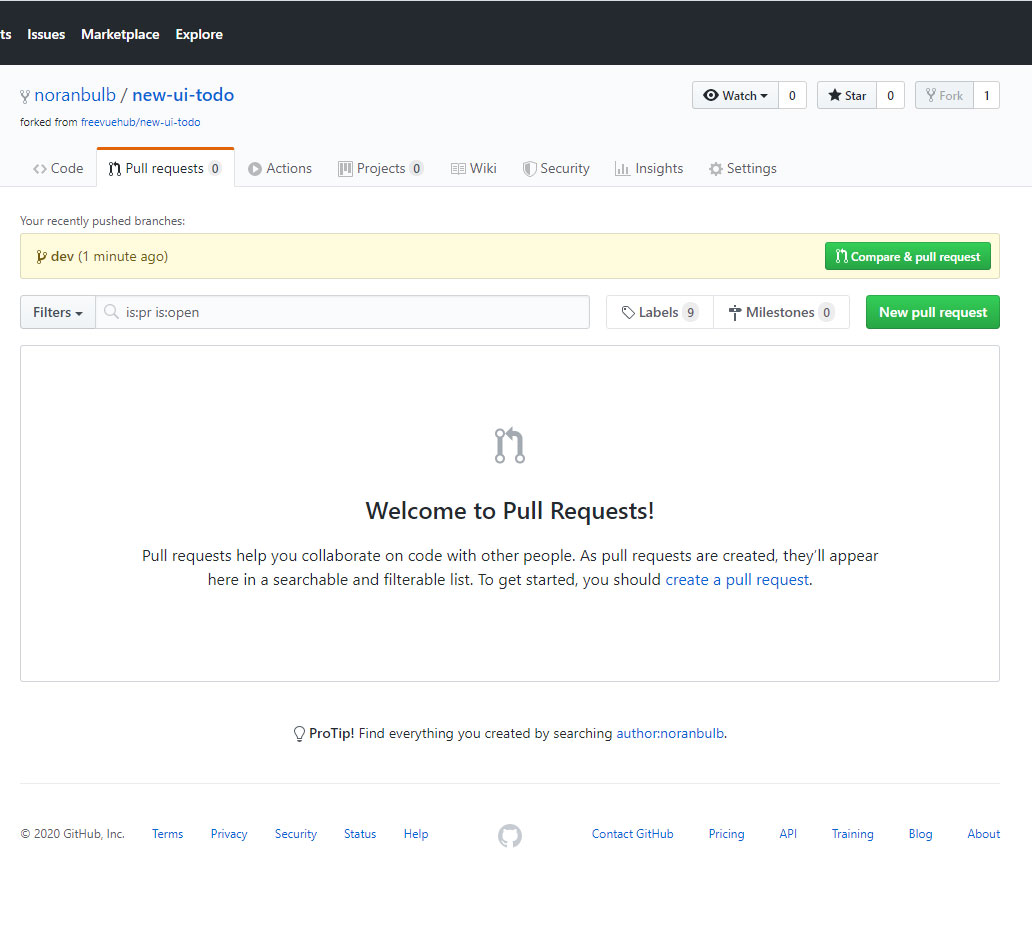 ts Issues Marketplace Explore
noranbulb / new-ui-todo
Watch 0 Star 0 Fork 1
forked from freevuehub/new-ui-todo
Code Pull requests 0 Actions Projects 0 Wiki Security Insights Settings
Your recently pushed branches:
dev (1 minute ago) Compare & pull request
Filters is:pr is:open Labels 9 Milestones 0 New pull request
Welcome to Pull Requests!
Pull requests help you collaborate on code with other people. As pull requests are created, they’ll appear
here in a searchable and filterable list. To get started, you should create a pull request.
ProTip! Find everything you created by searching author:noranbulb.
© 2020 GitHub, Inc. Terms Privacy Security Status Help Contact GitHub Pricing API Training Blog About